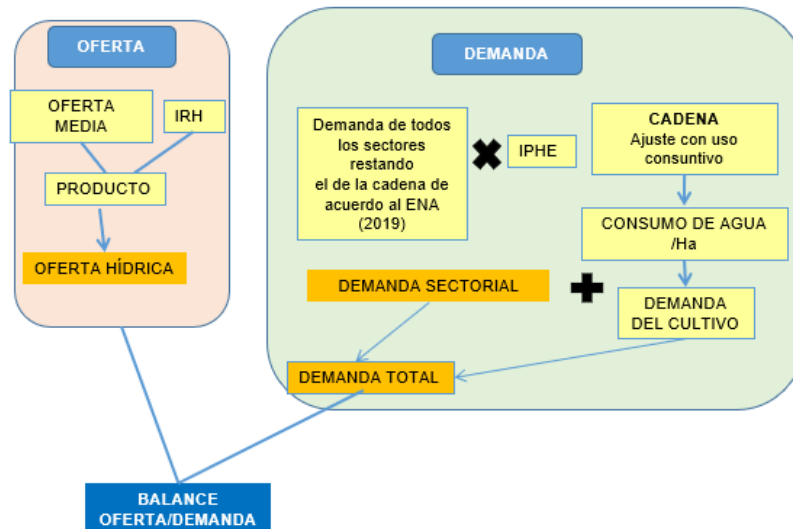 OFERTA
OFERTA
MEDIA
IRH
PRODUCTO
OFERTA HÍDRICA
DEMANDA
Demanda de todos
los sectores
restando
el de la cadena de
acuerdo al ENA
(2019)
IPHE
CADENA
Ajuste con uso
consuntivo
CONSUMO DE AGUA
/Ha
DEMANDA SECTORIAL
DEMANDA
DEL CULTIVO
DEMANDA TOTAL
BALANCE
OFERTA/DEMANDA